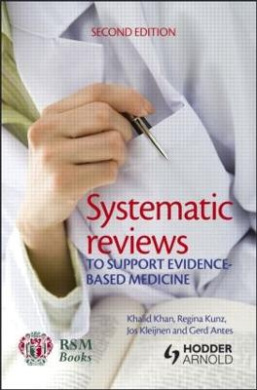 SECOND EDITION
Systematic
reviews
TO SUPPORT EVIDENCE-
BASED MEDICINE
Khalid Khan, Regina Kunz,
Jos Kleijnen and Gerd Antes
RSM
Books
HODDER
ARNOLD